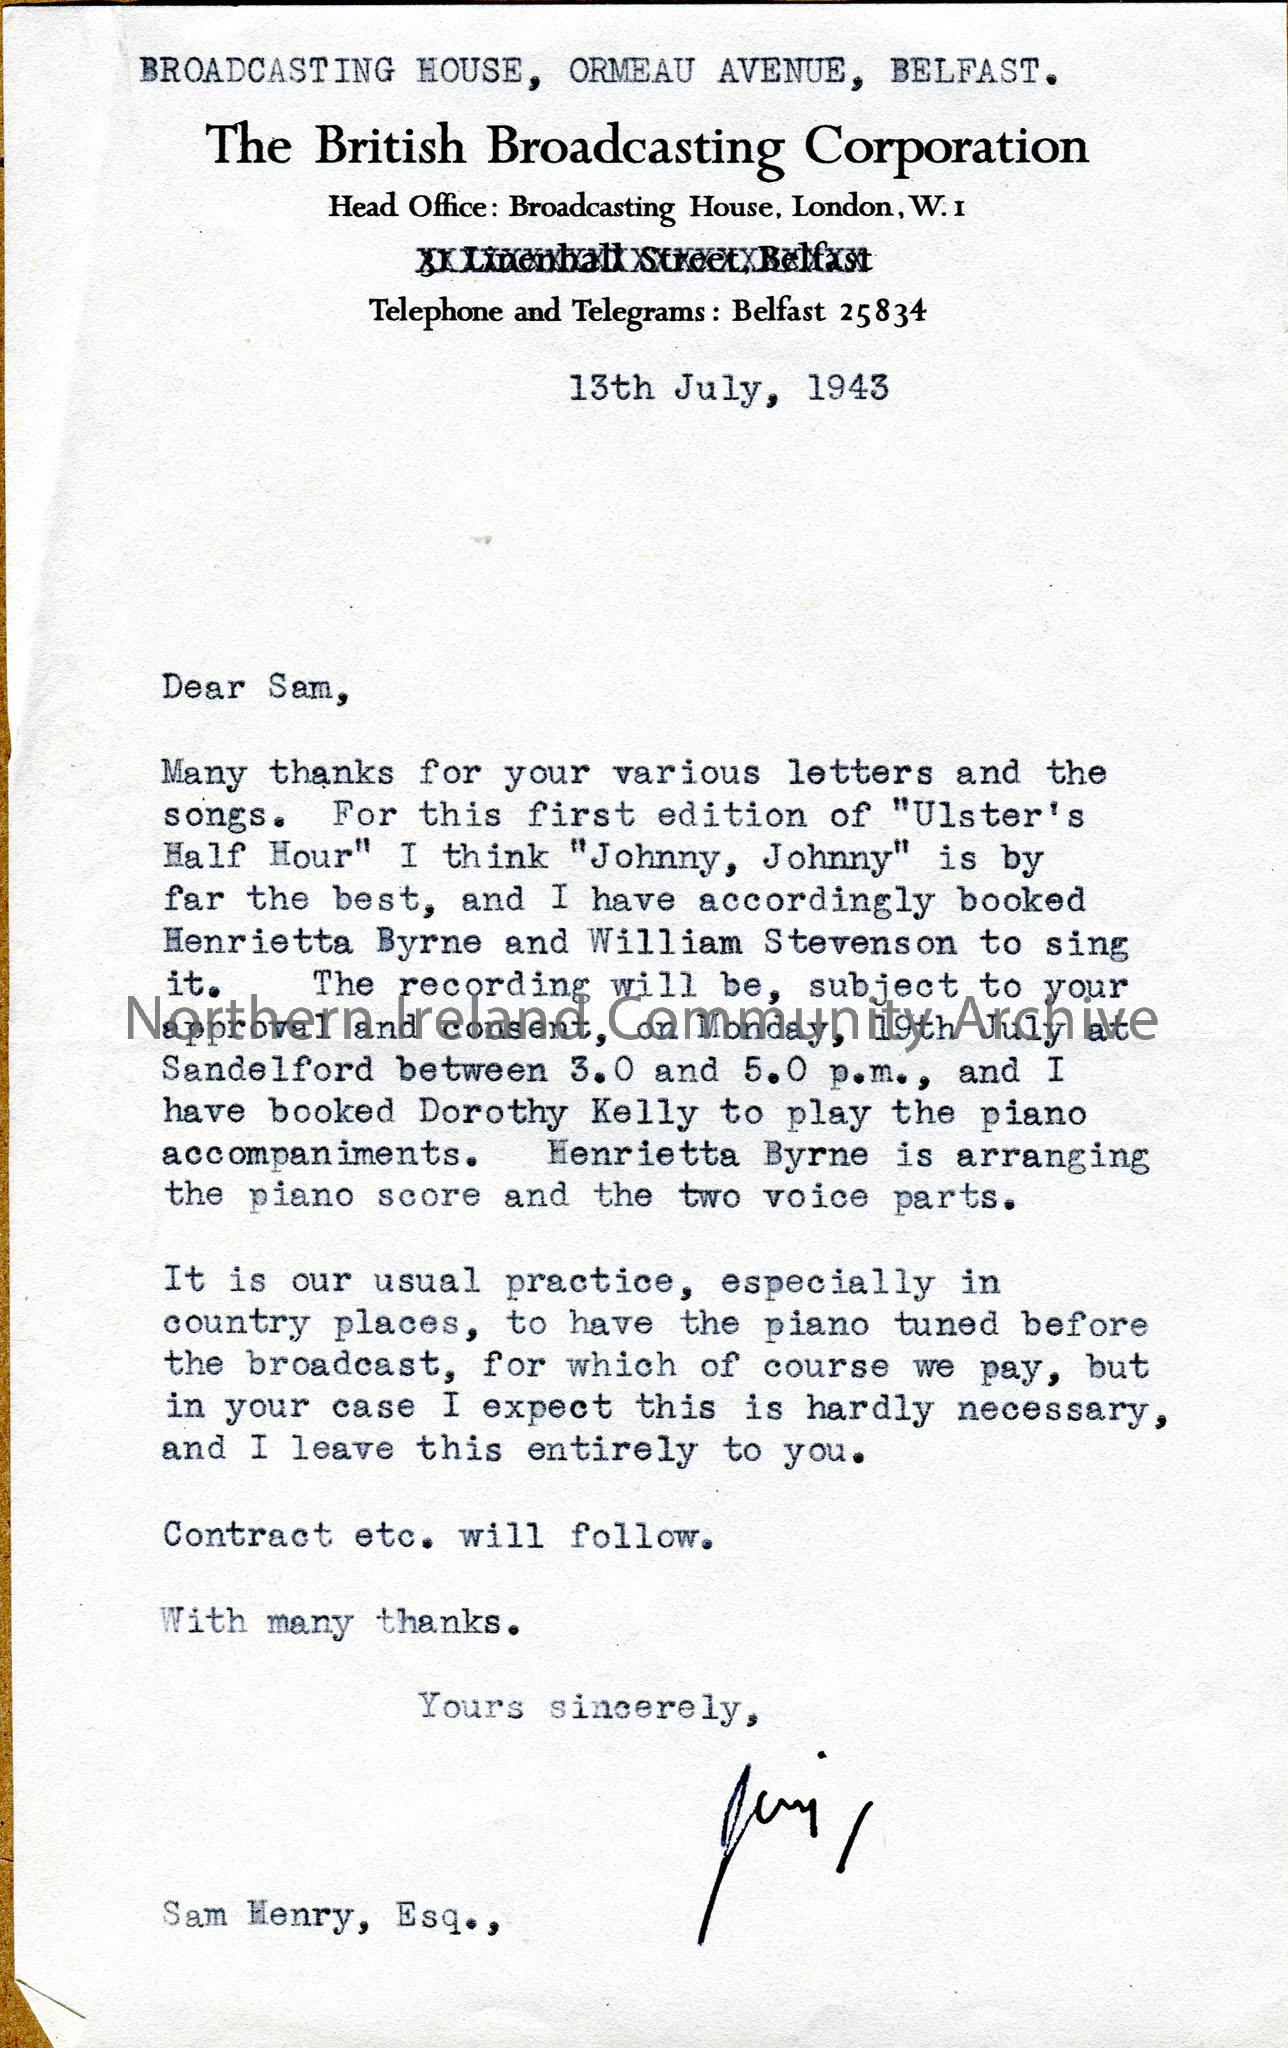 BROADCASTING HOUSE, ORMEAU AVENUE, BELFAST.
The British Broadcasting Corporation
Head Office: Broadcasting House, London, W.1
31 Linenhall Street, Belfast
Telephone and Telegrams: Belfast 25834
13th July, 1943
Dear Sam,
Many thanks for your various letters and the
songs. For this first edition of "Ulster's
Half Hour" I think "Johnny, Johnny" is by
far the best, and I have accordingly booked
Henrietta Byrne and William Stevenson to sing
it. The recording will be, subject to your
Northern Ireland Community Archive
approval and consent, on Monday, 19th July at
Sandelford between 3.0 and 5.0 p.m., and I
have booked Dorothy Kelly to play the piano
accompaniments. Henrietta Byrne is arranging
the piano score and the two voice parts.
It is our usual practice, especially in
country places, to have the piano tuned before
the broadcast, for which of course we pay, but
in your case I expect this is hardly necessary,
and I leave this entirely to you.
Contract etc. will follow.
With many thanks.
Yours sincerely,
Sam Henry, Esq.,